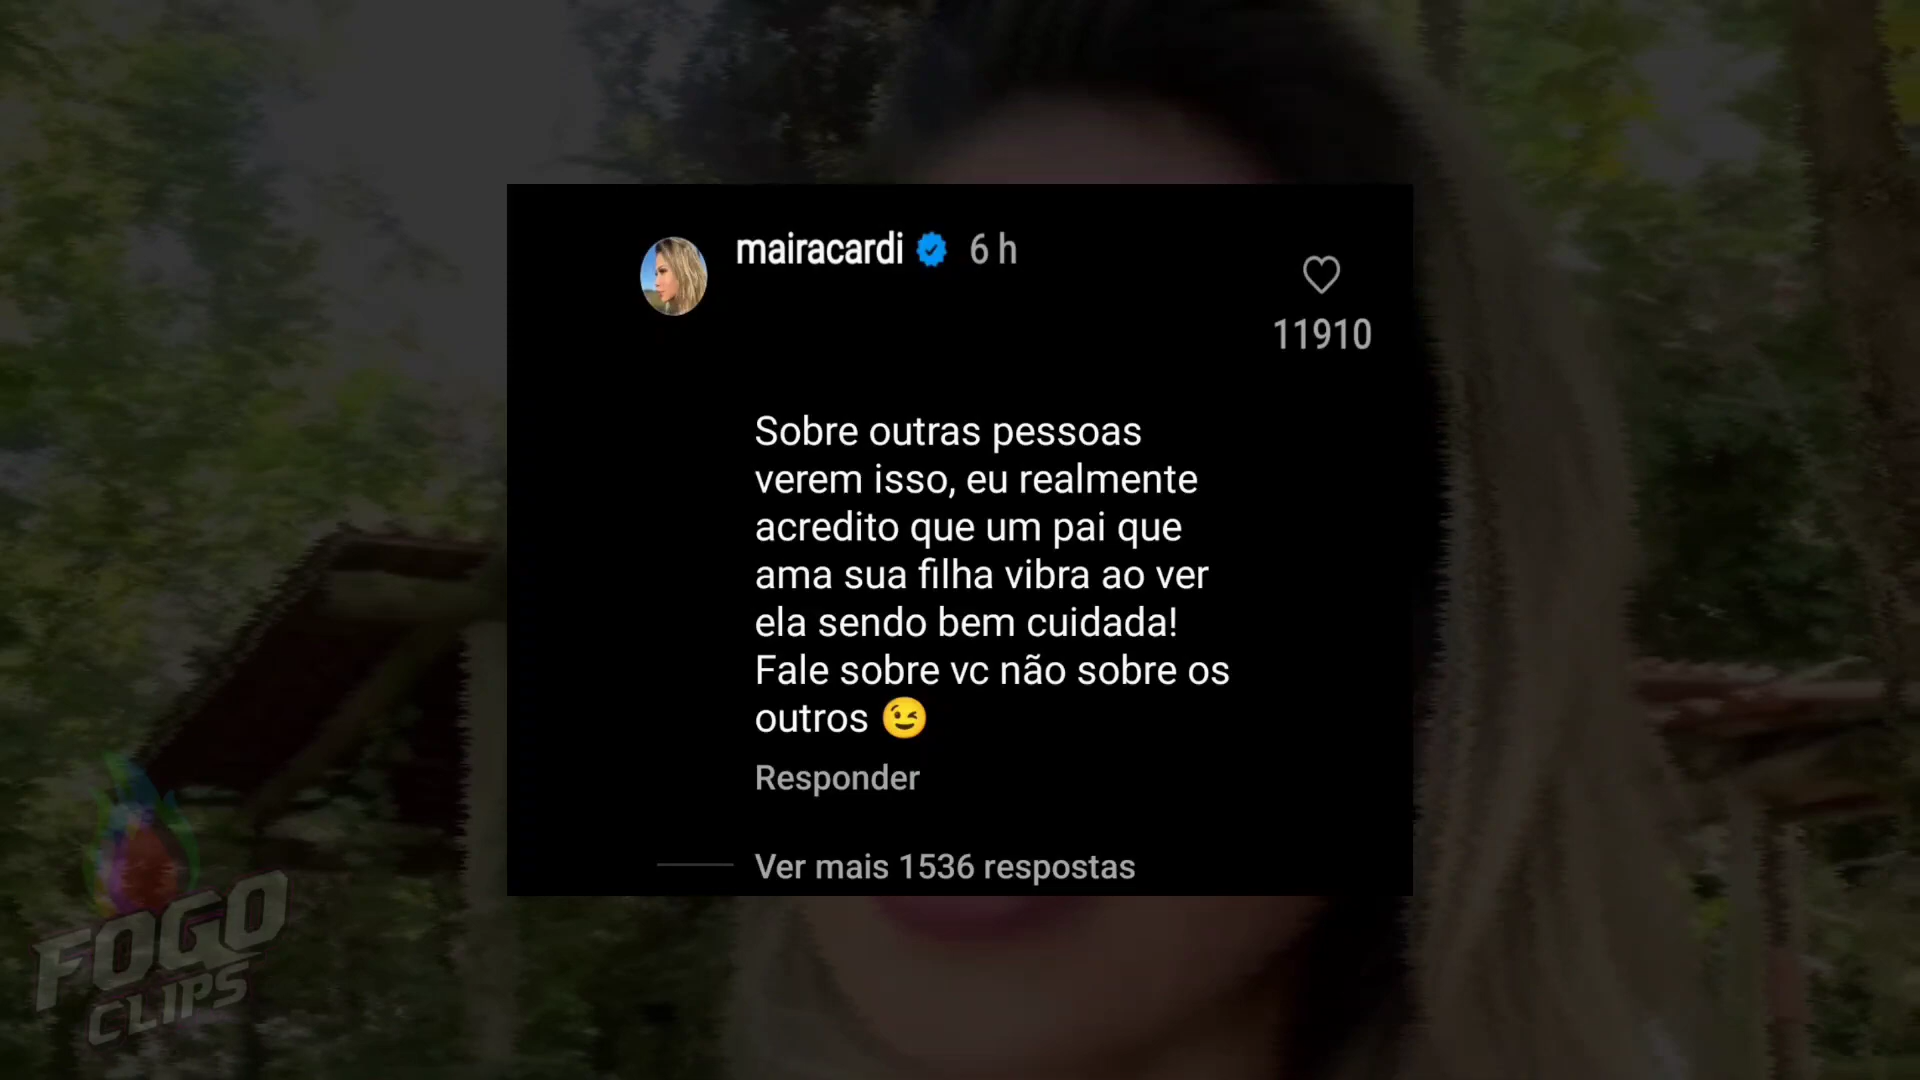 mairacardi 6 h
11910
Sobre outras pessoas
verem isso, eu realmente
acredito que um pai que
ama sua filha vibra ao ver
ela sendo bem cuidada!
Fale sobre vc não sobre os
outros 😉
Responder
Ver mais 1536 respostas
FOGO
CLIPS